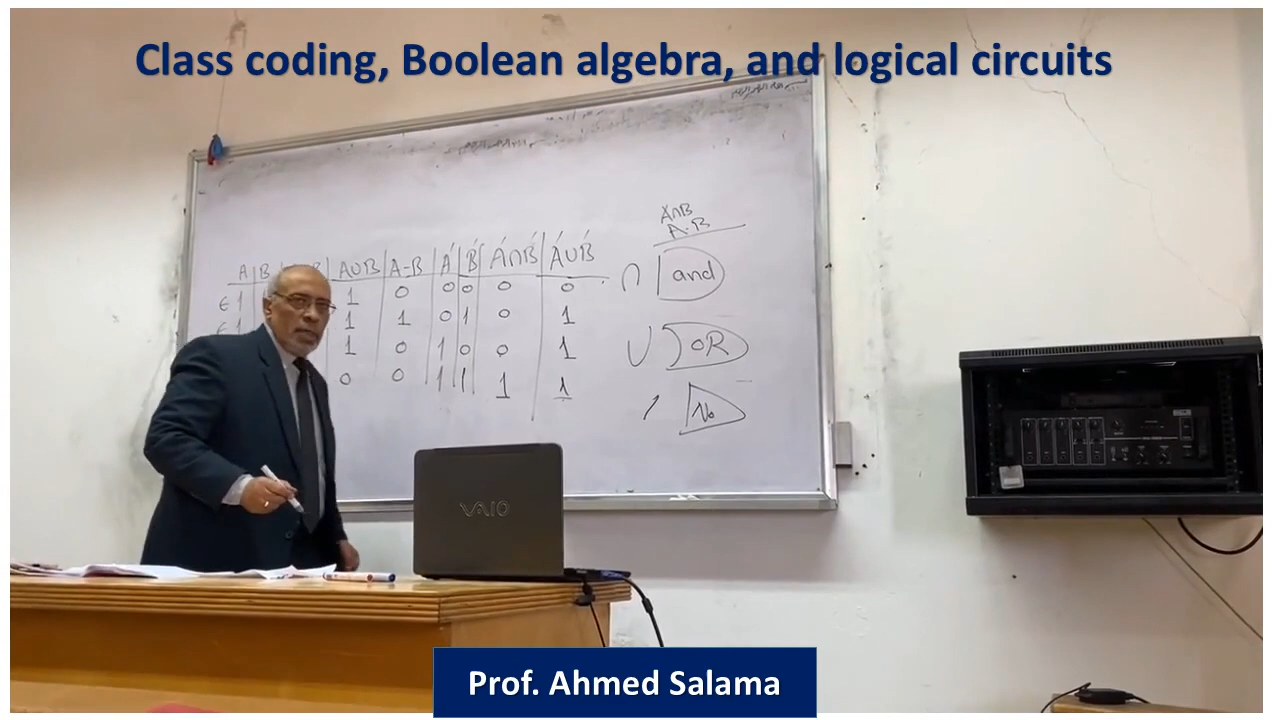 Class coding, Boolean algebra, and logical circuits
A∩B
A·B
A B B A∪B A-B A' B' A'∩B' A'∪B'
∈ 1 1 0 0 0 0 0
∈ 1 1 1 0 1 0 1
1 0 1 0 0 1
0 0 1 1 1 1
∩ and
∪ OR
/ No
VAIO
Prof. Ahmed Salama